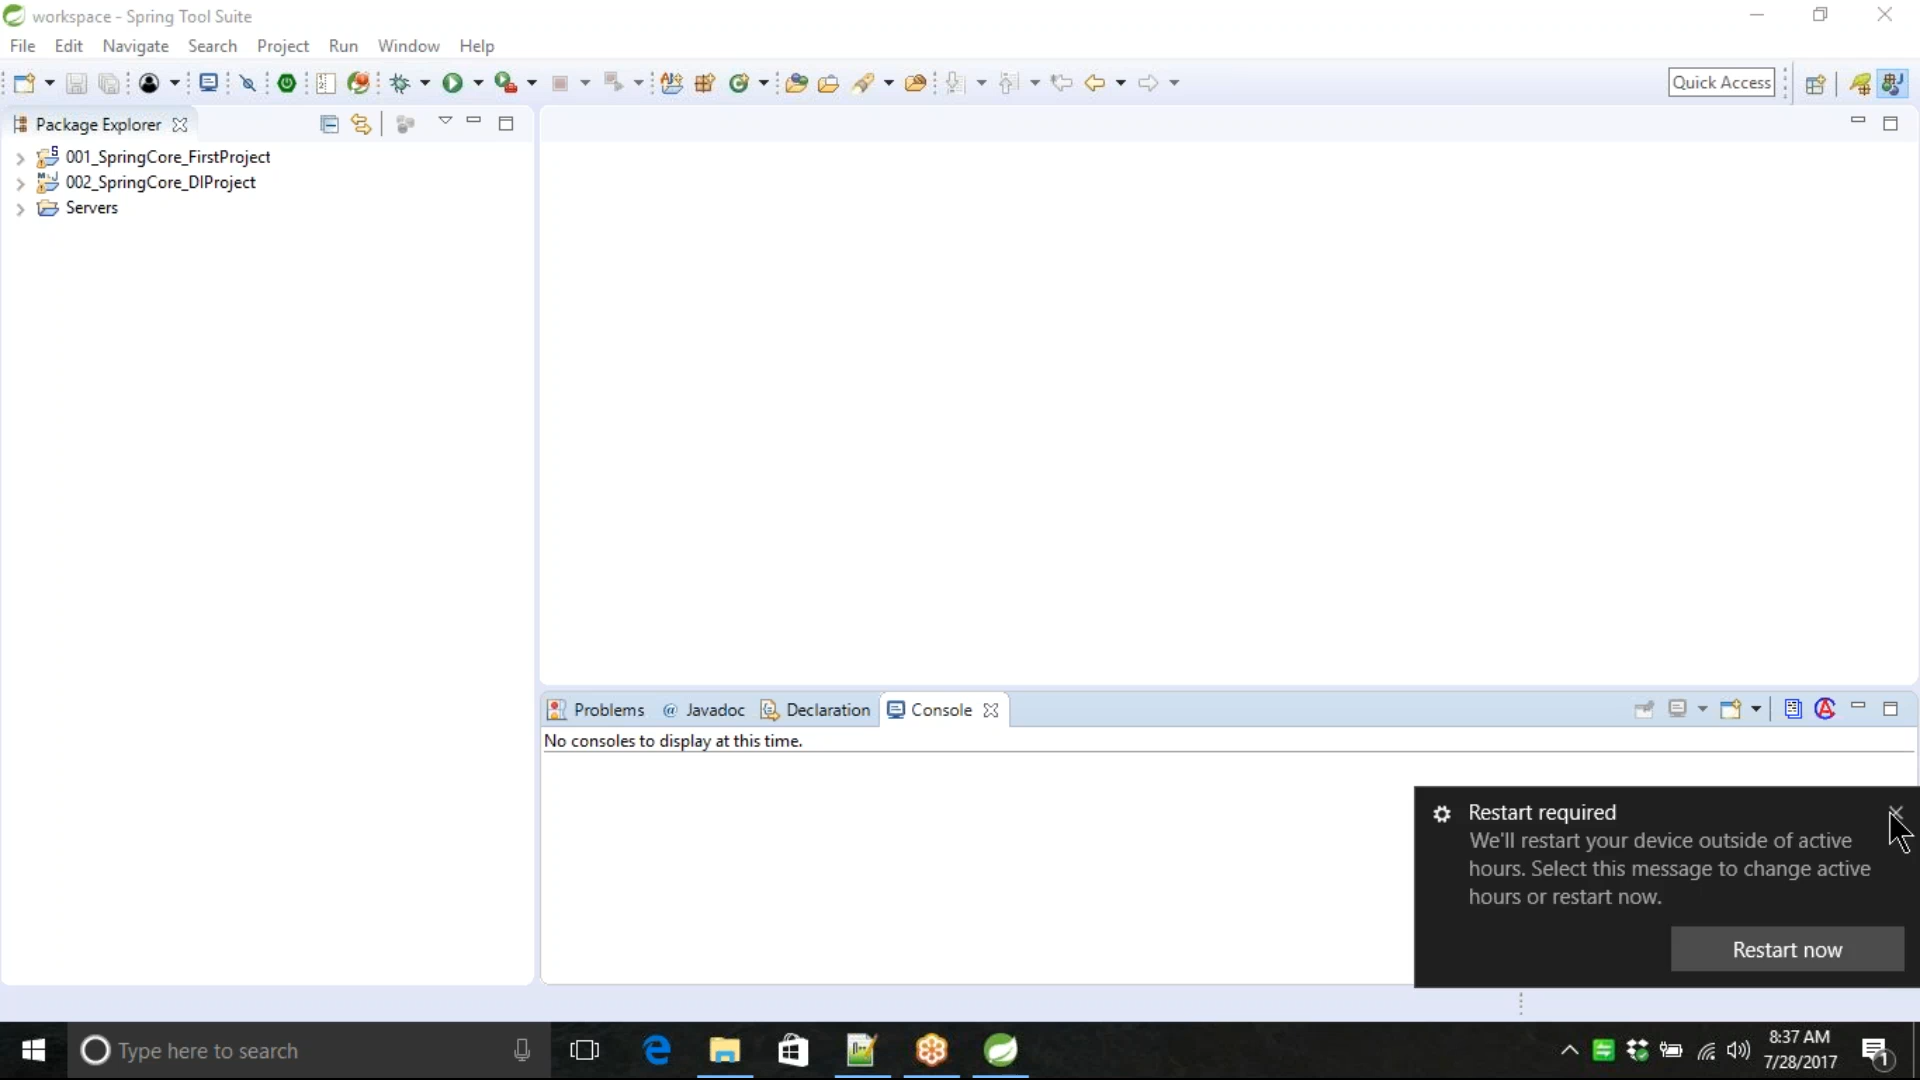 workspace - Spring Tool Suite
File Edit Navigate Search Project Run Window Help
Quick Access
Package Explorer
001_SpringCore_FirstProject
002_SpringCore_DIProject
Servers
Problems @ Javadoc Declaration Console
No consoles to display at this time.
Restart required
We'll restart your device outside of active
hours. Select this message to change active
hours or restart now.
Restart now
Type here to search
8:37 AM
7/28/2017
1